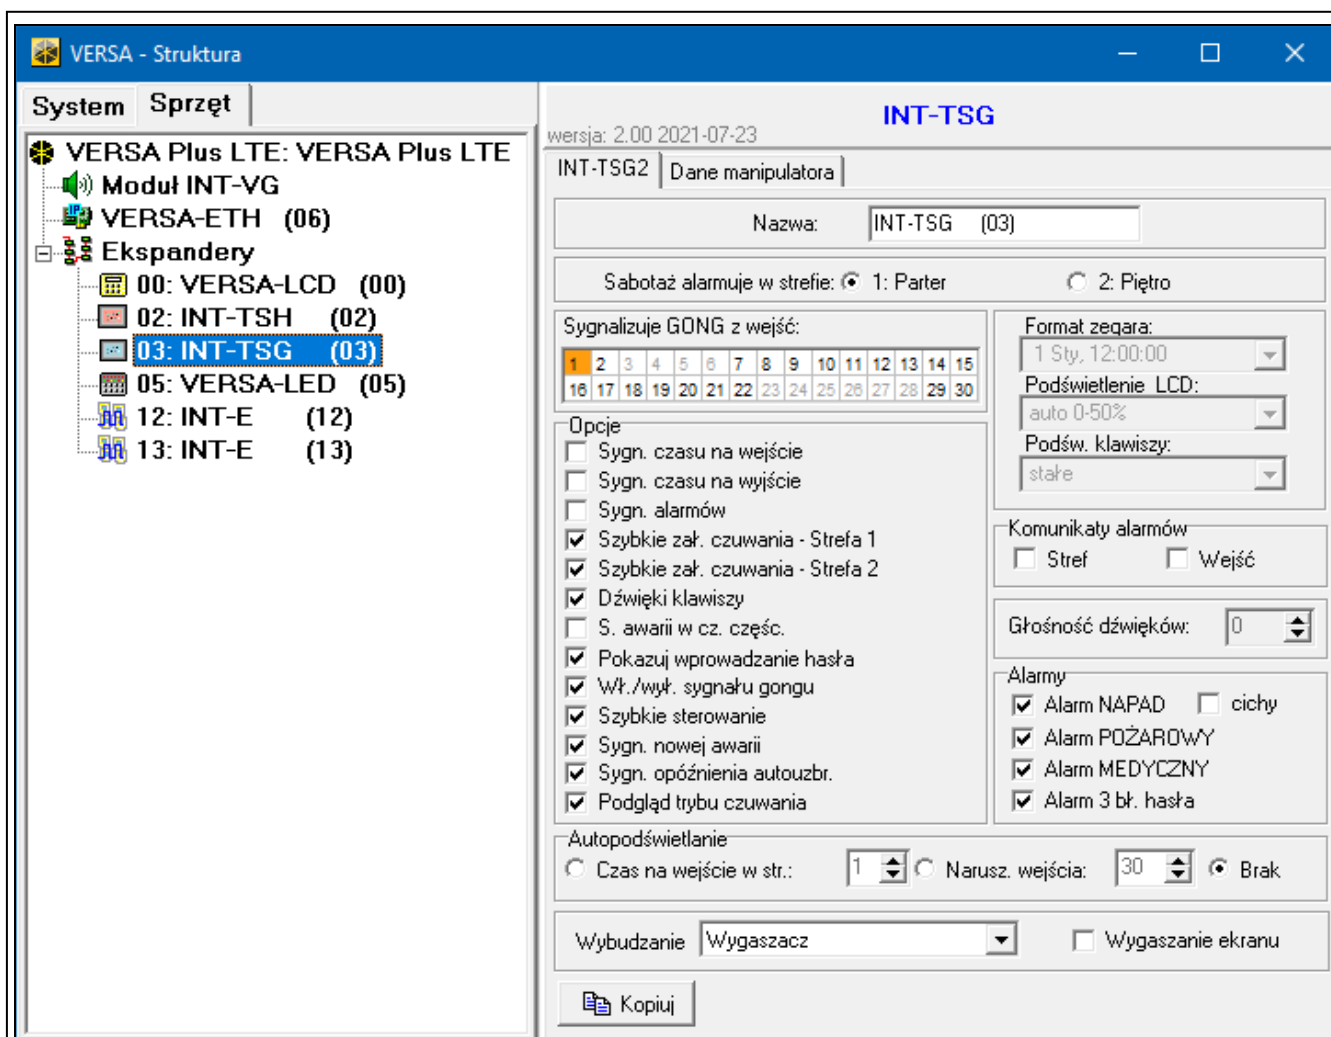 VERSA - Struktura
System Sprzęt
VERSA Plus LTE: VERSA Plus LTE
Moduł INT-VG
VERSA-ETH (06)
Ekspandery
00: VERSA-LCD (00)
02: INT-TSH (02)
03: INT-TSG (03)
05: VERSA-LED (05)
12: INT-E (12)
13: INT-E (13)
INT-TSG
wersja: 2.00 2021-07-23
INT-TSG2 Dane manipulatora
Nazwa: INT-TSG (03)
Sabotaż alarmuje w strefie: 1: Parter 2: Piętro
Sygnalizuje GONG z wejść:
1 2 3 4 5 6 7 8 9 10 11 12 13 14 15
16 17 18 19 20 21 22 23 24 25 26 27 28 29 30
Opcje
Sygn. czasu na wejście
Sygn. czasu na wyjście
Sygn. alarmów
Szybkie zał. czuwania - Strefa 1
Szybkie zał. czuwania - Strefa 2
Dźwięki klawiszy
S. awarii w cz. częśc.
Pokazuj wprowadzanie hasła
Wł./wył. sygnału gongu
Szybkie sterowanie
Sygn. nowej awarii
Sygn. opóźnienia autouzbr.
Podgląd trybu czuwania
Format zegara:
1 Sty, 12:00:00
Podświetlenie LCD:
auto 0-50%
Podśw. klawiszy:
stałe
Komunikaty alarmów
Stref Wejść
Głośność dźwięków: 0
Alarmy
Alarm NAPAD cichy
Alarm POŻAROWY
Alarm MEDYCZNY
Alarm 3 bł. hasła
Autopodświetlanie
Czas na wejście w str.: 1 Narusz. wejścia: 30 Brak
Wybudzanie Wygaszacz Wygaszanie ekranu
Kopiuj